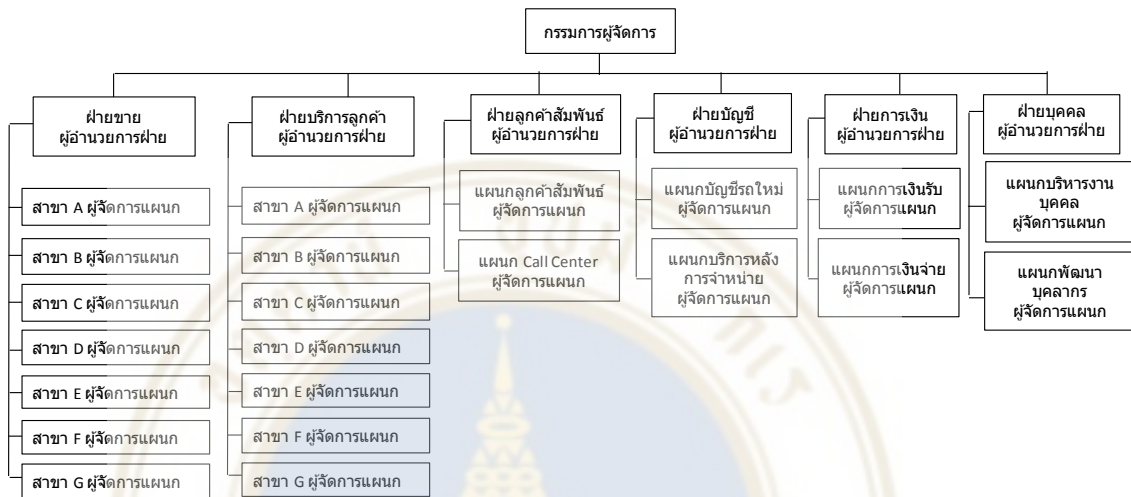 กรรมการผู้จัดการ
ฝ่ายขาย
ผู้อำนวยการฝ่าย
สาขา A ผู้จัดการแผนก
สาขา B ผู้จัดการแผนก
สาขา C ผู้จัดการแผนก
สาขา D ผู้จัดการแผนก
สาขา E ผู้จัดการแผนก
สาขา F ผู้จัดการแผนก
สาขา G ผู้จัดการแผนก
ฝ่ายบริการลูกค้า
ผู้อำนวยการฝ่าย
สาขา A ผู้จัดการแผนก
สาขา B ผู้จัดการแผนก
สาขา C ผู้จัดการแผนก
สาขา D ผู้จัดการแผนก
สาขา E ผู้จัดการแผนก
สาขา F ผู้จัดการแผนก
สาขา G ผู้จัดการแผนก
ฝ่ายลูกค้าสัมพันธ์
ผู้อำนวยการฝ่าย
แผนกลูกค้าสัมพันธ์
ผู้จัดการแผนก
แผนก Call Center
ผู้จัดการแผนก
ฝ่ายบัญชี
ผู้อำนวยการฝ่าย
แผนกบัญชีรถใหม่
ผู้จัดการแผนก
แผนกบริการหลัง
การจำหน่าย
ผู้จัดการแผนก
ฝ่ายการเงิน
ผู้อำนวยการฝ่าย
แผนกการเงินรับ
ผู้จัดการแผนก
แผนกการเงินจ่าย
ผู้จัดการแผนก
ฝ่ายบุคคล
ผู้อำนวยการฝ่าย
แผนกบริหารงาน
บุคคล
ผู้จัดการแผนก
แผนกพัฒนา
บุคลากร
ผู้จัดการแผนก